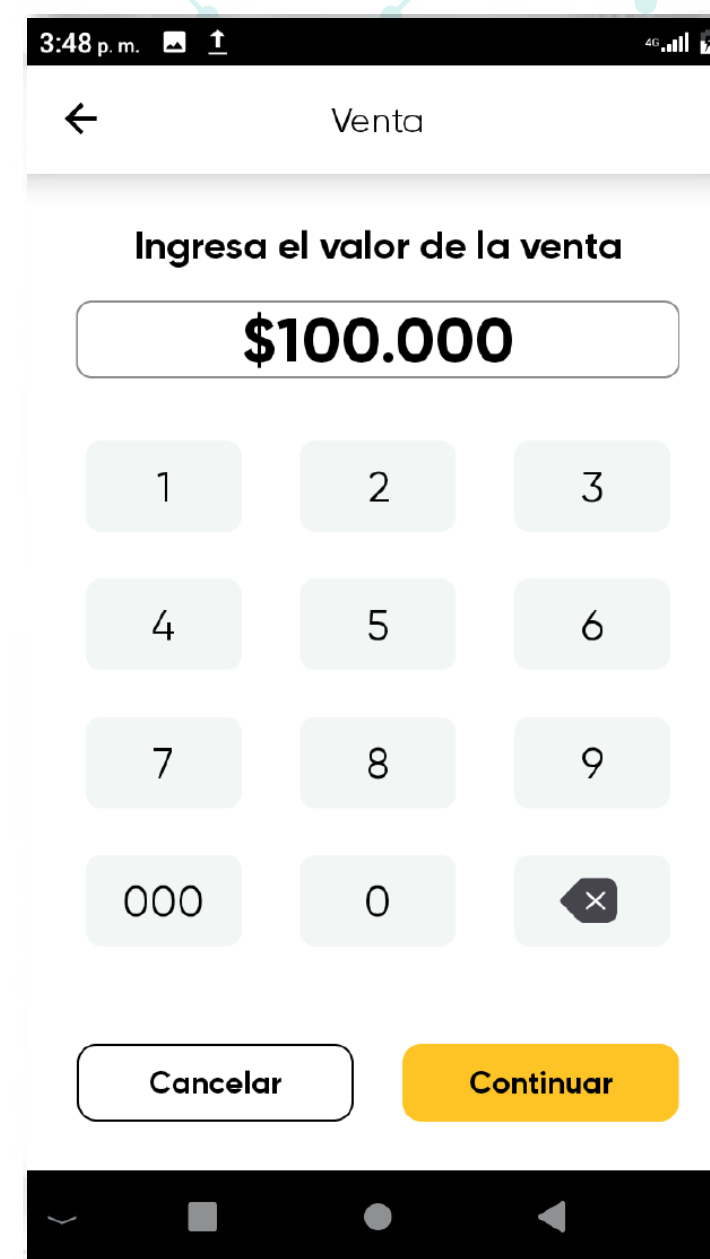 3:48 p. m. 4G
Venta
Ingresa el valor de la venta
$100.000
1 2 3
4 5 6
7 8 9
000 0
Cancelar Continuar